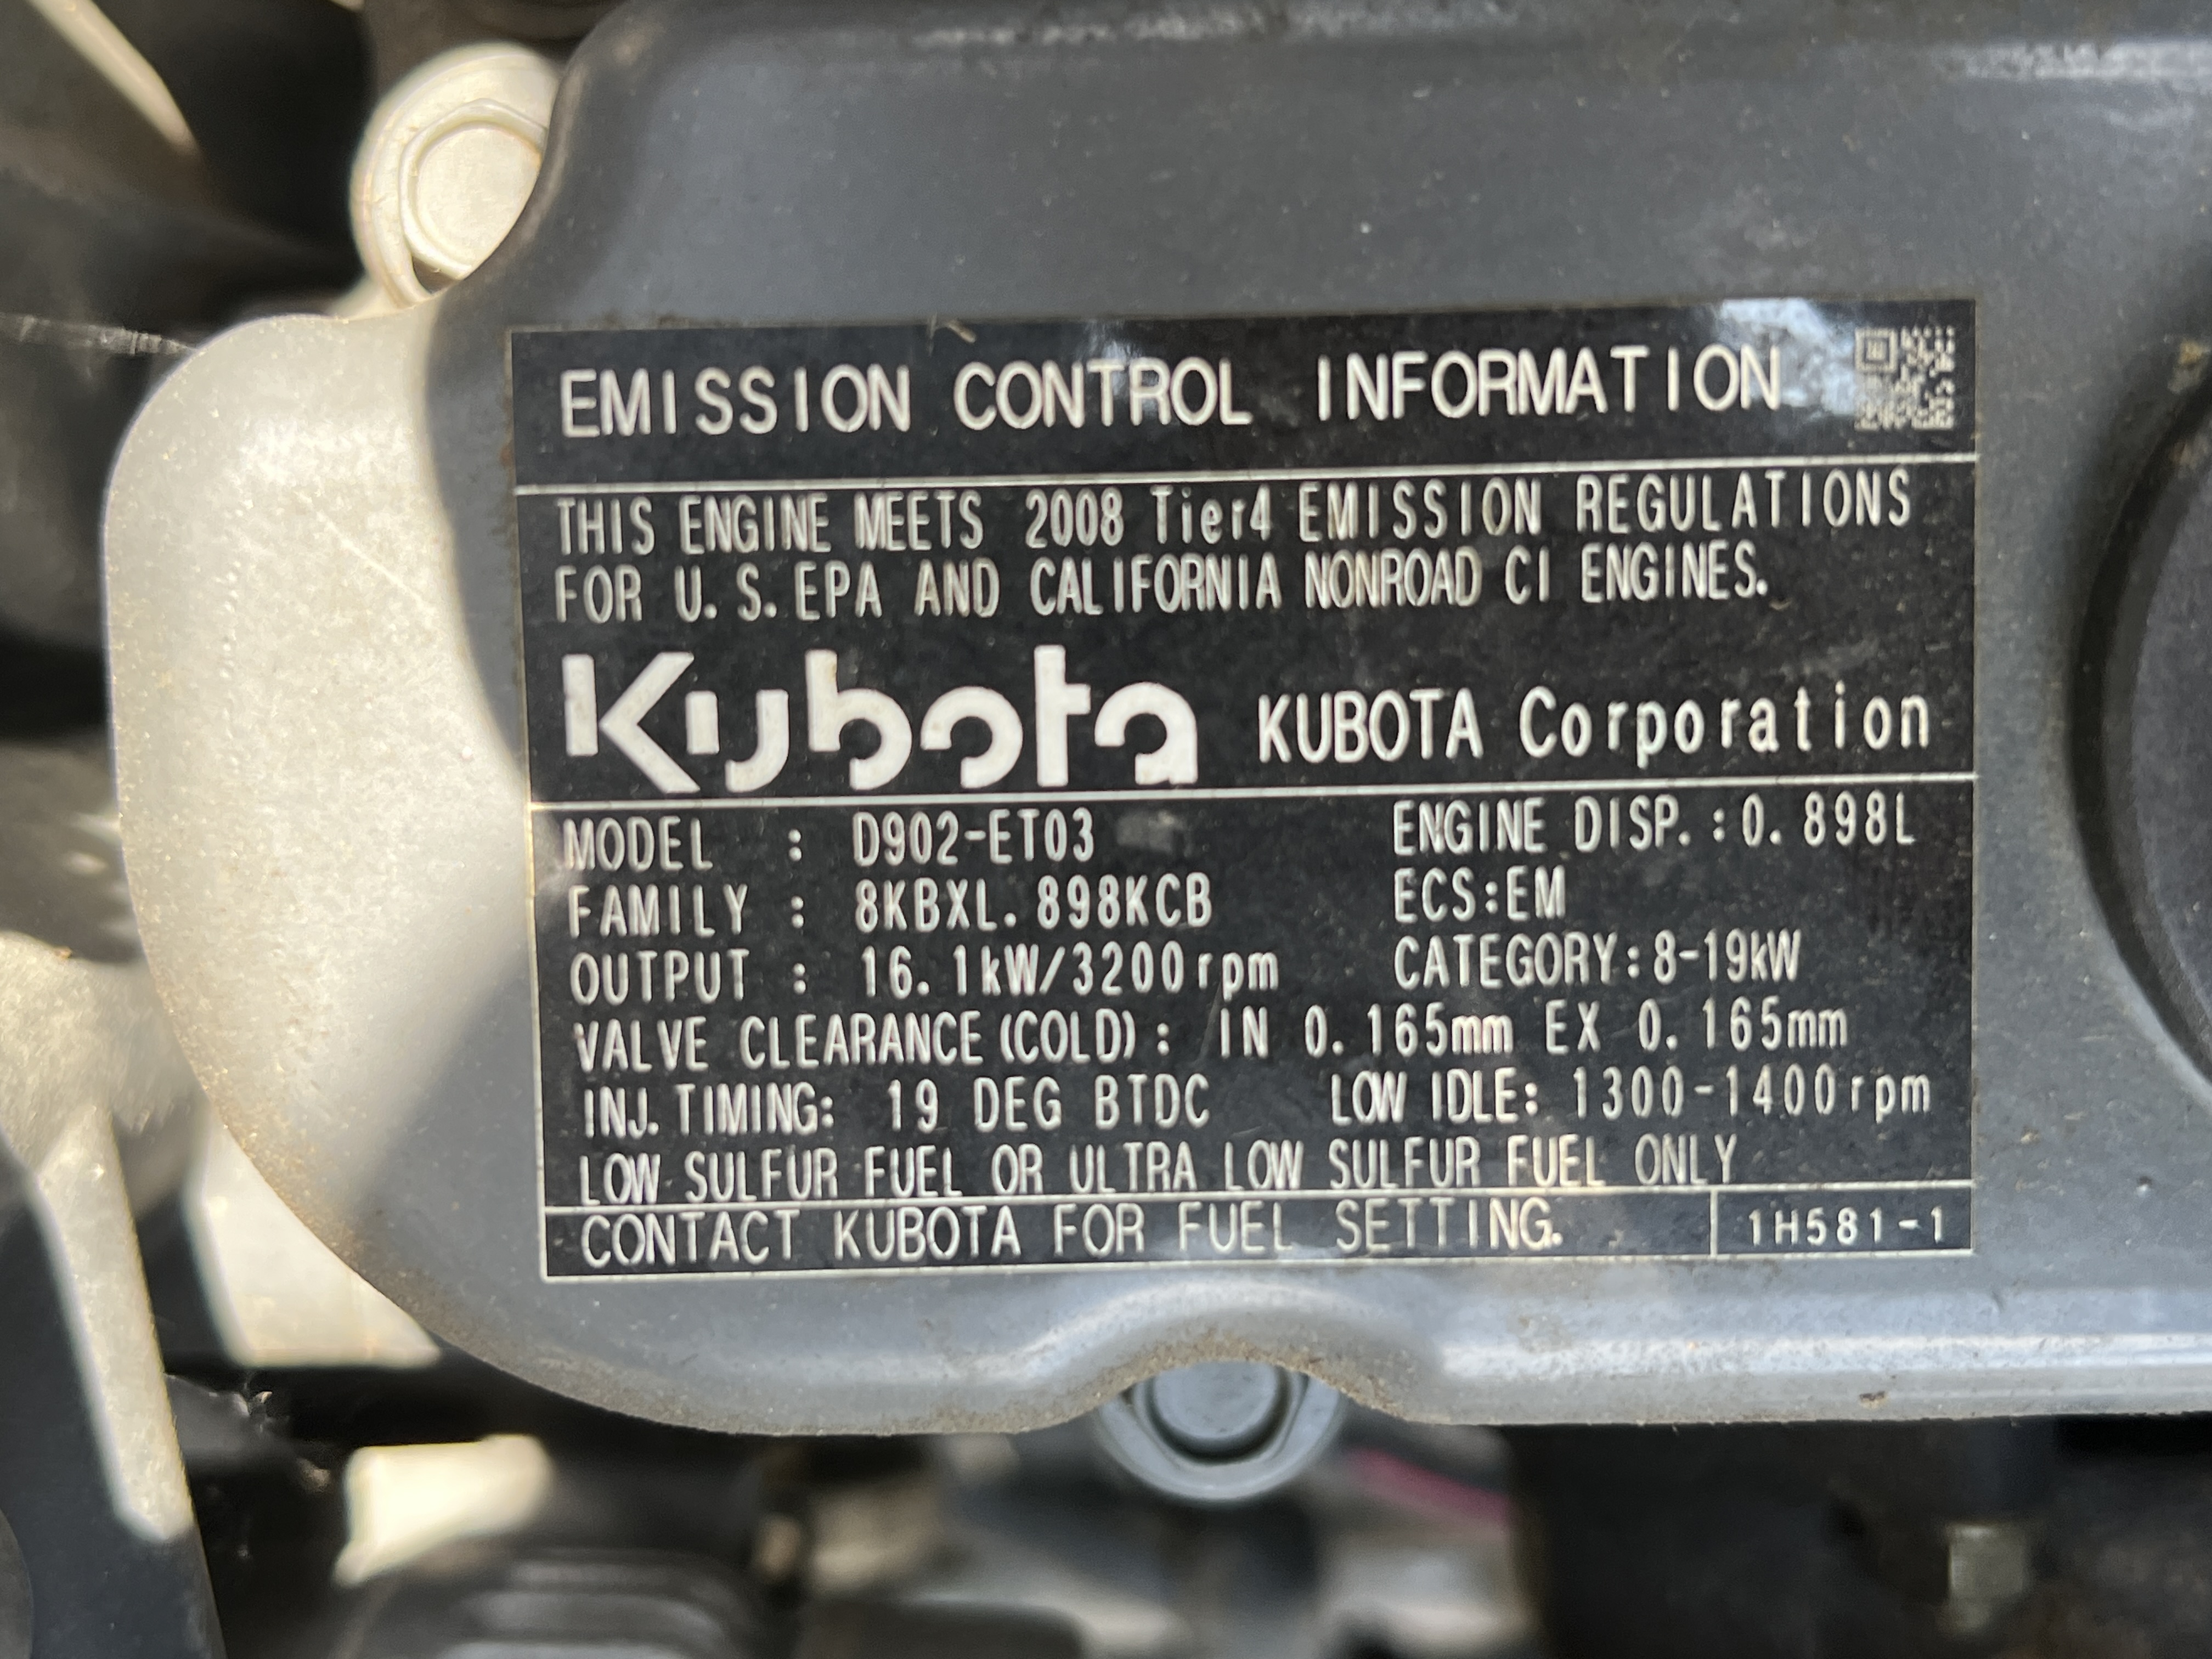 EMISSION CONTROL INFORMATION
THIS ENGINE MEETS 2008 Tier4 EMISSION REGULATIONS
FOR U.S.EPA AND CALIFORNIA NONROAD CI ENGINES.
Kubota KUBOTA Corporation
MODEL : D902-ET03 ENGINE DISP.:0.898L
FAMILY : 8KBXL.898KCB ECS:EM
OUTPUT : 16.1kW/3200rpm CATEGORY:8-19kW
VALVE CLEARANCE(COLD): IN 0.165mm EX 0.165mm
INJ.TIMING: 19 DEG BTDC LOW IDLE: 1300-1400rpm
LOW SULFUR FUEL OR ULTRA LOW SULFUR FUEL ONLY
CONTACT KUBOTA FOR FUEL SETTING. 1H581-1